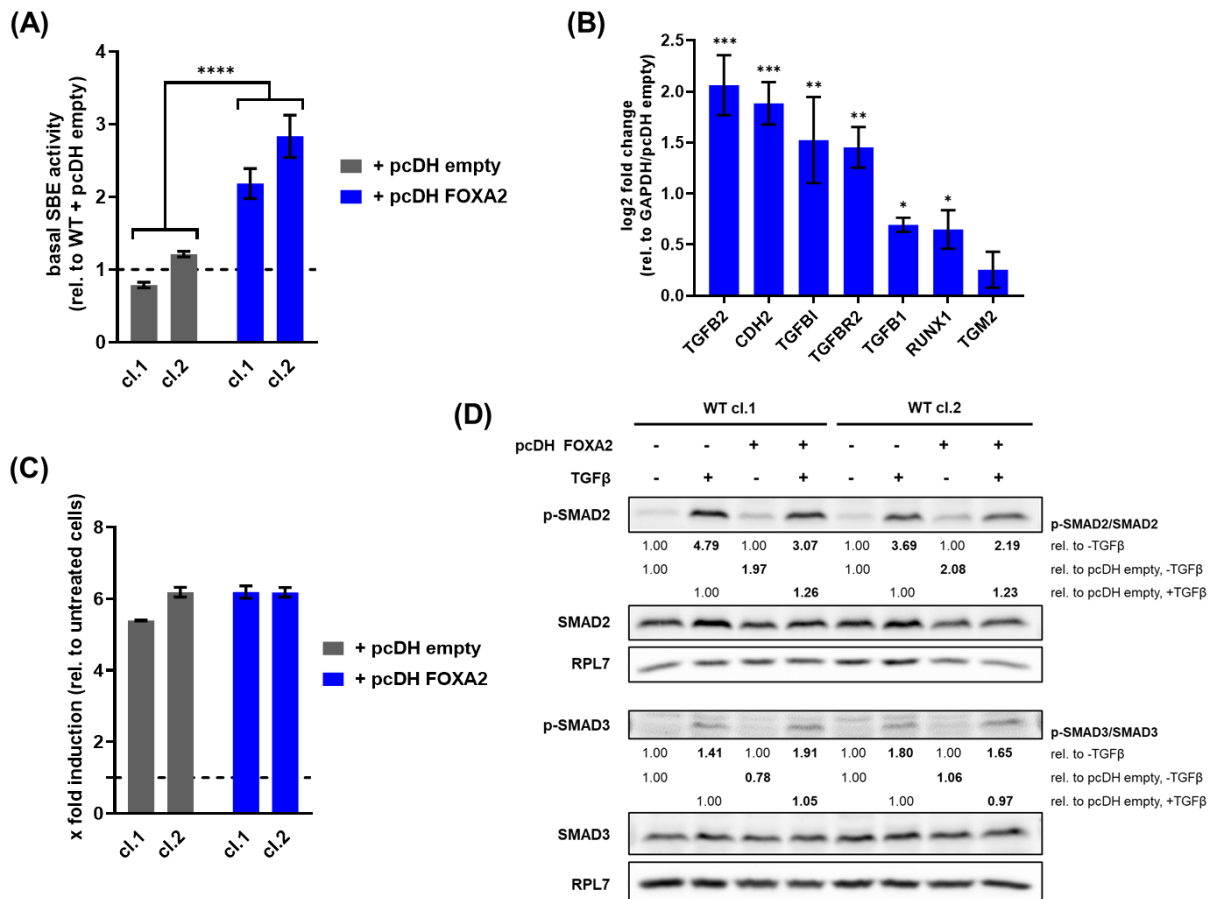 (A)
basal SBE activity
(rel. to WT + pcDH empty)
4
3
2
1
0
****
cl.1
cl.2
cl.1
cl.2
+ pcDH empty
+ pcDH FOXA2
(B)
log2 fold change
(rel. to GAPDH/pcDH empty)
2.5
2.0
1.5
1.0
0.5
0.0
***
***
**
**
*
*
TGFB2
CDH2
TGFBI
TGFBR2
TGFB1
RUNX1
TGM2
(C)
x fold induction (rel. to untreated cells)
8
6
4
2
0
cl.1
cl.2
cl.1
cl.2
+ pcDH empty
+ pcDH FOXA2
(D)
WT cl.1 WT cl.2
pcDH FOXA2 - - + + - - + +
TGFβ - + - + - + - +
p-SMAD2
p-SMAD2/SMAD2
1.00 4.79 1.00 3.07 1.00 3.69 1.00 2.19 rel. to -TGFβ
1.00 1.97 1.00 2.08 rel. to pcDH empty, -TGFβ
1.00 1.26 1.00 1.23 rel. to pcDH empty, +TGFβ
SMAD2
RPL7
p-SMAD3
p-SMAD3/SMAD3
1.00 1.41 1.00 1.91 1.00 1.80 1.00 1.65 rel. to -TGFβ
1.00 0.78 1.00 1.06 rel. to pcDH empty, -TGFβ
1.00 1.05 1.00 0.97 rel. to pcDH empty, +TGFβ
SMAD3
RPL7